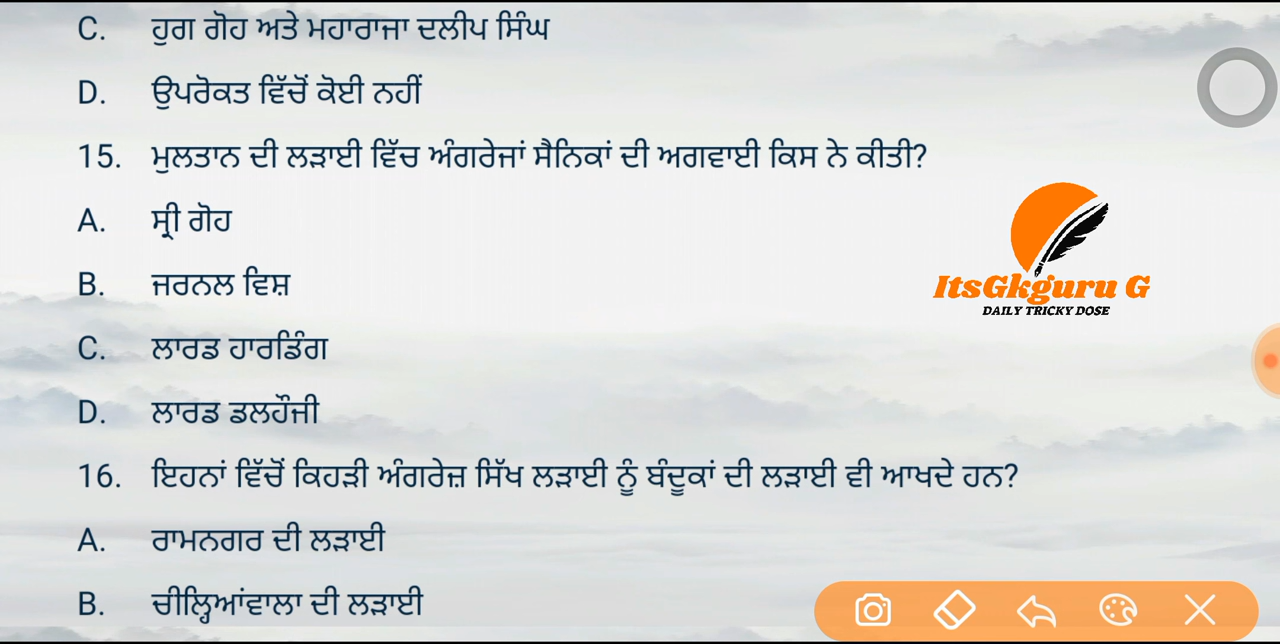 C. ਹੁਗ ਗੋਹ ਅਤੇ ਮਹਾਰਾਜਾ ਦਲੀਪ ਸਿੰਘ
D. ਉਪਰੋਕਤ ਵਿੱਚੋਂ ਕੋਈ ਨਹੀਂ
15. ਮੁਲਤਾਨ ਦੀ ਲੜਾਈ ਵਿੱਚ ਅੰਗਰੇਜਾਂ ਸੈਨਿਕਾਂ ਦੀ ਅਗਵਾਈ ਕਿਸ ਨੇ ਕੀਤੀ?
A. ਸ੍ਰੀ ਗੋਹ
B. ਜਰਨਲ ਵਿਸ਼
C. ਲਾਰਡ ਹਾਰਡਿੰਗ
D. ਲਾਰਡ ਡਲਹੌਜੀ
ItsGkguru G
DAILY TRICKY DOSE
16. ਇਹਨਾਂ ਵਿੱਚੋਂ ਕਿਹੜੀ ਅੰਗਰੇਜ਼ ਸਿੱਖ ਲੜਾਈ ਨੂੰ ਬੰਦੂਕਾਂ ਦੀ ਲੜਾਈ ਵੀ ਆਖਦੇ ਹਨ?
A. ਰਾਮਨਗਰ ਦੀ ਲੜਾਈ
B. ਚੀਲ੍ਹਿਆਂਵਾਲਾ ਦੀ ਲੜਾਈ